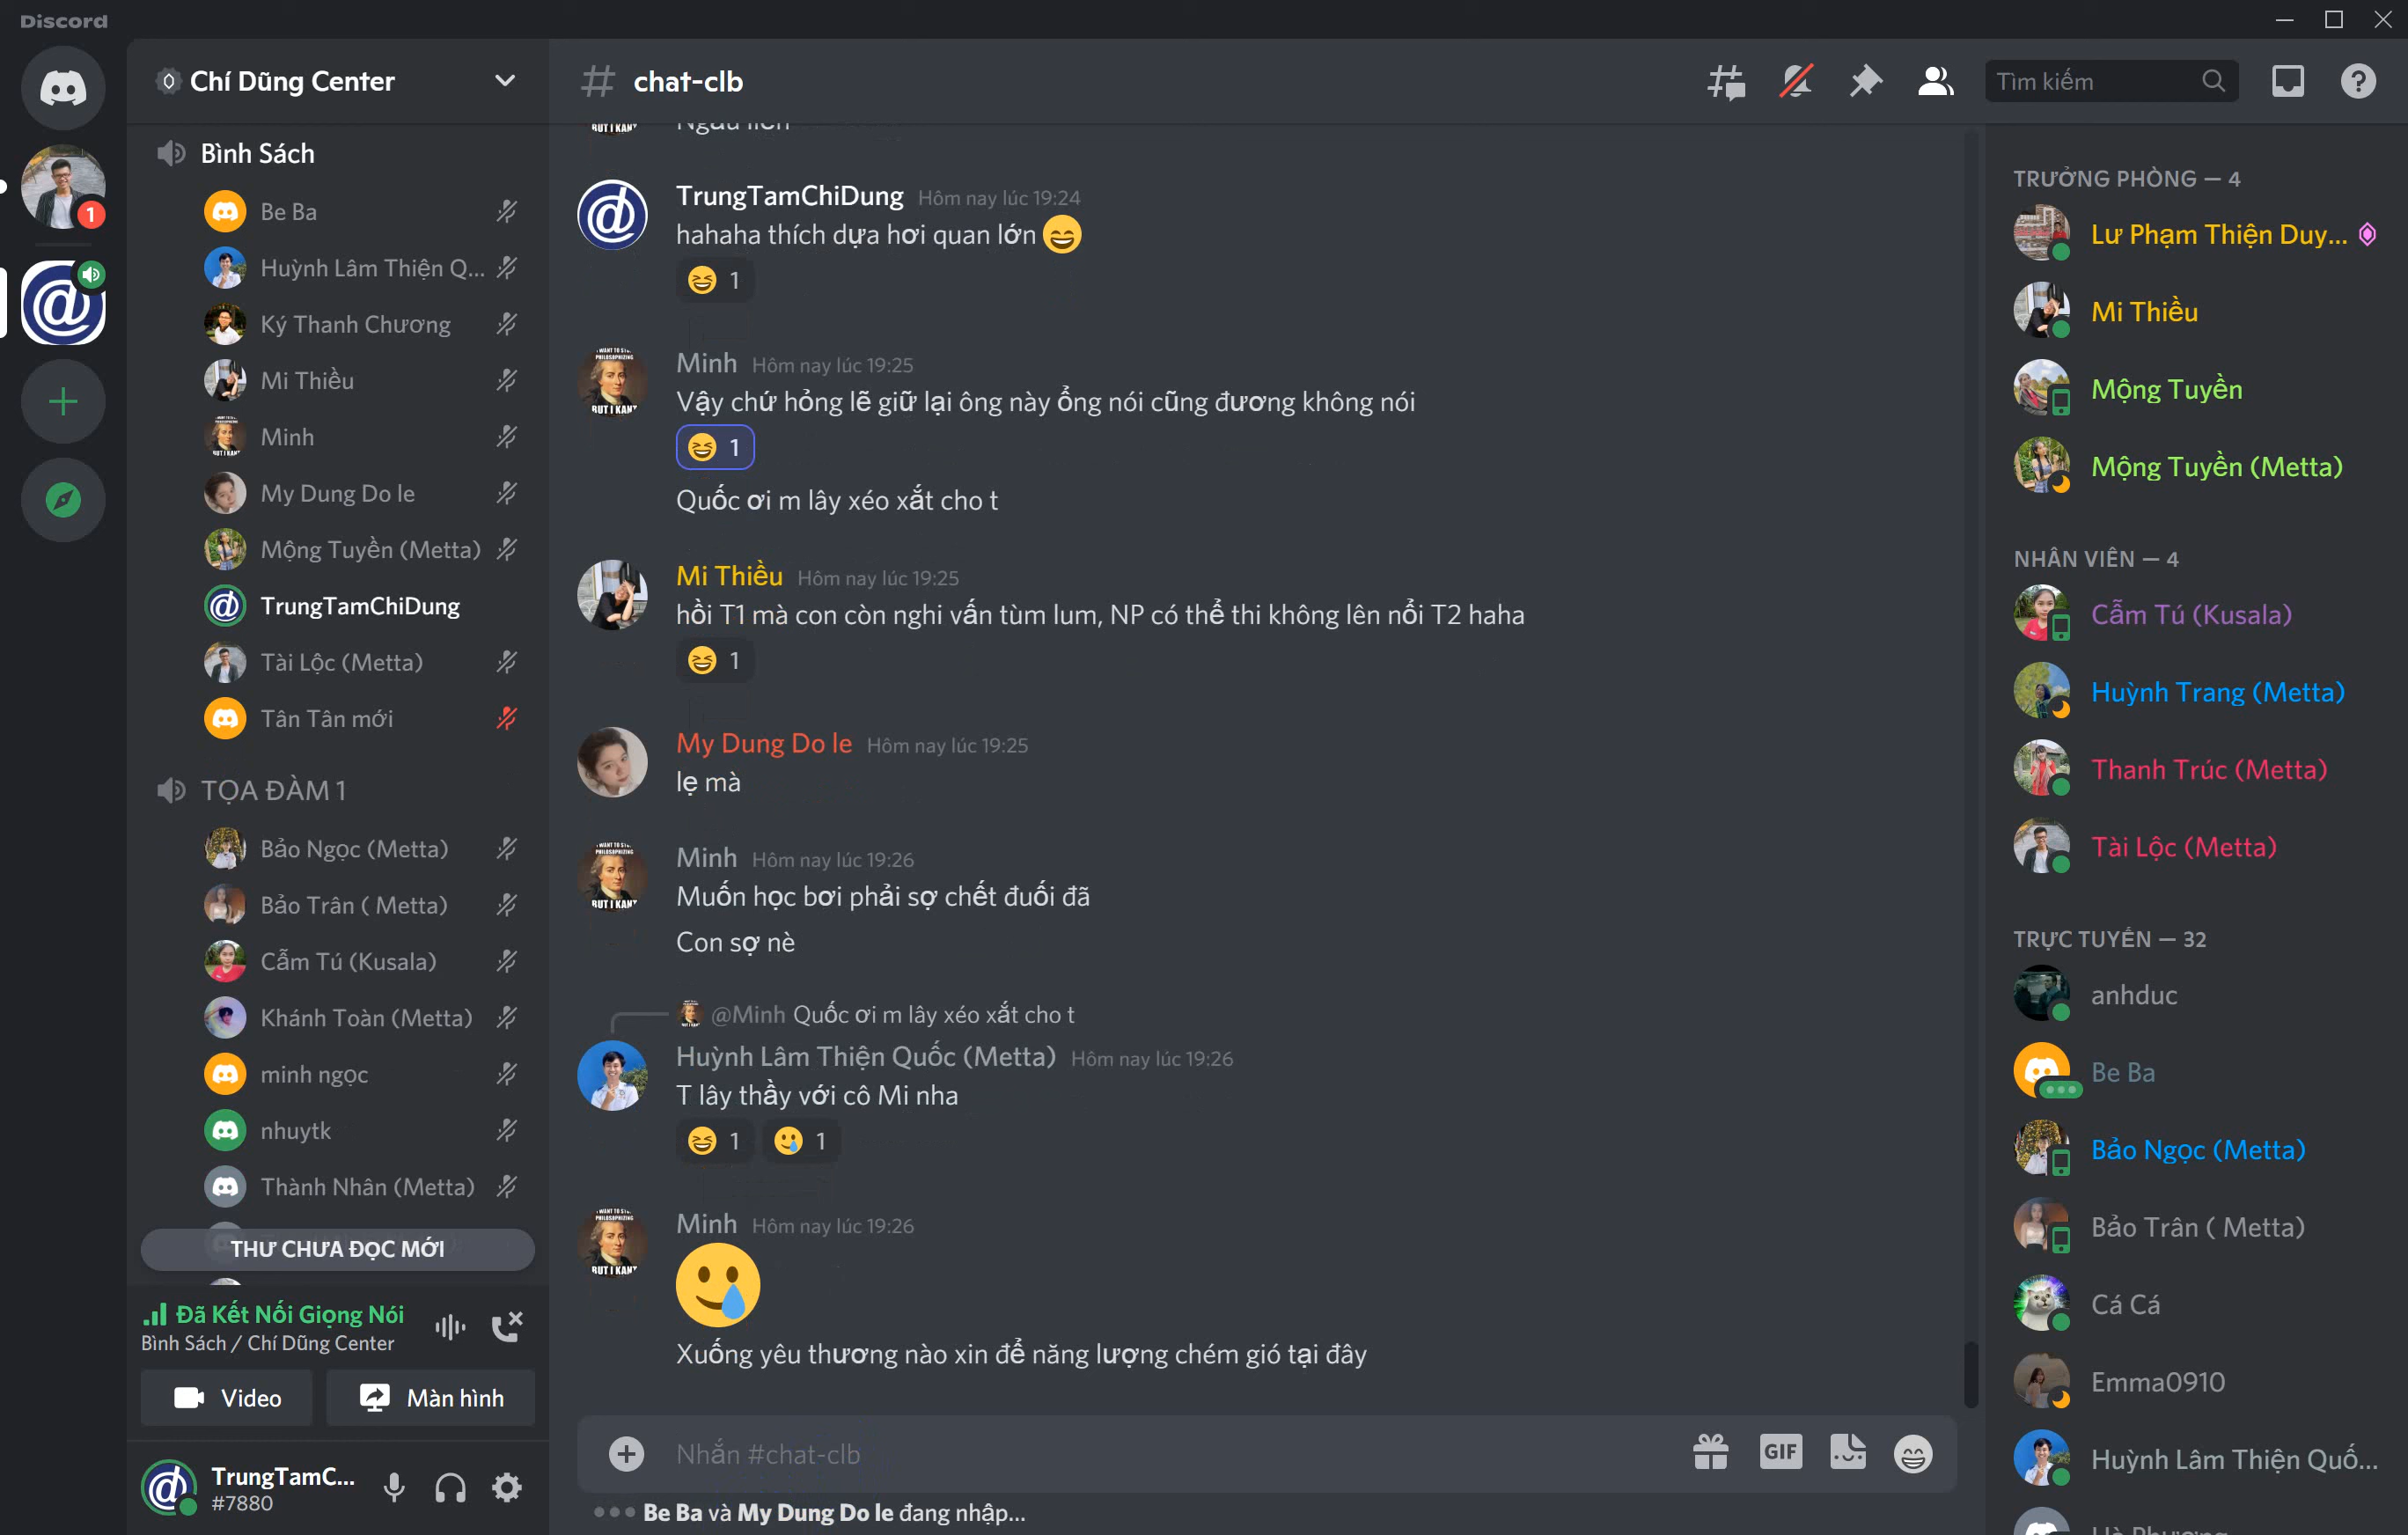 Discord
Chí Dũng Center
Bình Sách
Be Ba
Huỳnh Lâm Thiện Q...
Ký Thanh Chương
Mi Thiều
Minh
My Dung Do le
Mộng Tuyền (Metta)
TrungTamChiDung
Tài Lộc (Metta)
Tân Tân mới
TỌA ĐÀM 1
Bảo Ngọc (Metta)
Bảo Trân ( Metta)
Cẩm Tú (Kusala)
Khánh Toàn (Metta)
minh ngọc
nhuytk
Thành Nhân (Metta)
THƯ CHƯA ĐỌC MỚI
Đã Kết Nối Giọng Nói
Bình Sách / Chí Dũng Center
Video
Màn hình
TrungTamC...
#7880
1
# chat-clb
Tìm kiếm
TrungTamChiDung Hôm nay lúc 19:24
hahaha thích dựa hơi quan lớn 😄
😆 1
Minh Hôm nay lúc 19:25
Vậy chứ hỏng lẽ giữ lại ông này ổng nói cũng đương không nói
😆 1
Quốc ơi m lây xéo xắt cho t
Mi Thiều Hôm nay lúc 19:25
hồi T1 mà con còn nghi vấn tùm lum, NP có thể thi không lên nổi T2 haha
😆 1
My Dung Do le Hôm nay lúc 19:25
lẹ mà
Minh Hôm nay lúc 19:26
Muốn học bơi phải sợ chết đuối đã
Con sợ nè
@Minh Quốc ơi m lây xéo xắt cho t
Huỳnh Lâm Thiện Quốc (Metta) Hôm nay lúc 19:26
T lây thầy với cô Mi nha
😆 1 🥲 1
Minh Hôm nay lúc 19:26
🥲
Xuống yêu thương nào xin để năng lượng chém gió tại đây
Nhắn #chat-clb
GIF
Be Ba và My Dung Do le đang nhập...
TRƯỞNG PHÒNG — 4
Lư Phạm Thiện Duy...
Mi Thiều
Mộng Tuyền
Mộng Tuyền (Metta)
NHÂN VIÊN — 4
Cẩm Tú (Kusala)
Huỳnh Trang (Metta)
Thanh Trúc (Metta)
Tài Lộc (Metta)
TRỰC TUYẾN — 32
anhduc
Be Ba
Bảo Ngọc (Metta)
Bảo Trân ( Metta)
Cá Cá
Emma0910
Huỳnh Lâm Thiện Quố...